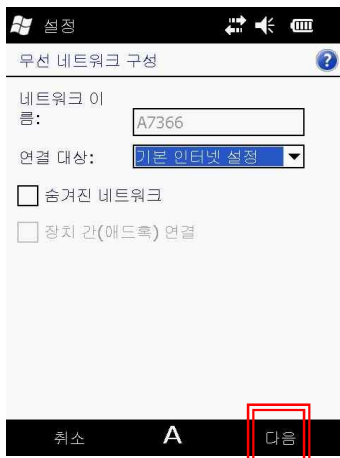 설정
무선 네트워크 구성
네트워크 이
름:
A7366
연결 대상: 기본 인터넷 설정
숨겨진 네트워크
장치 간(애드혹) 연결
취소 A 다음